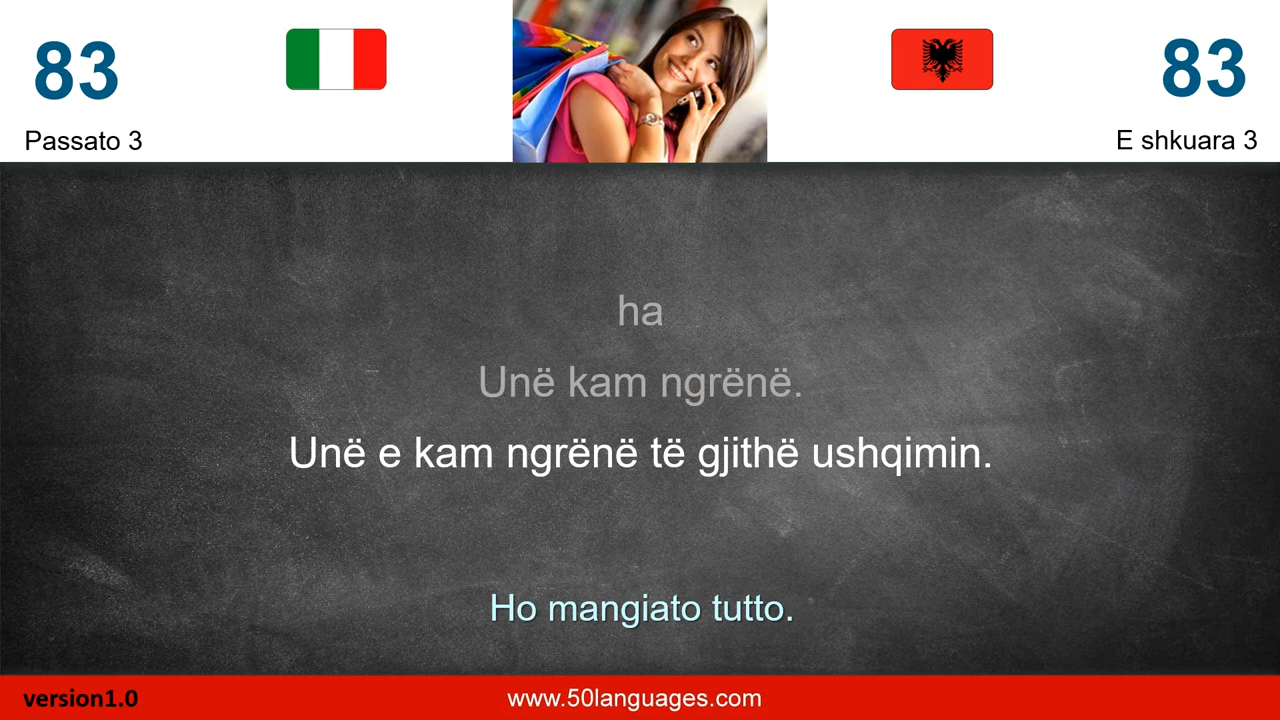 83
83
Passato 3
E shkuara 3
ha
Unë kam ngrënë.
Unë e kam ngrënë të gjithë ushqimin.
Ho mangiato tutto.
version1.0
www.50languages.com